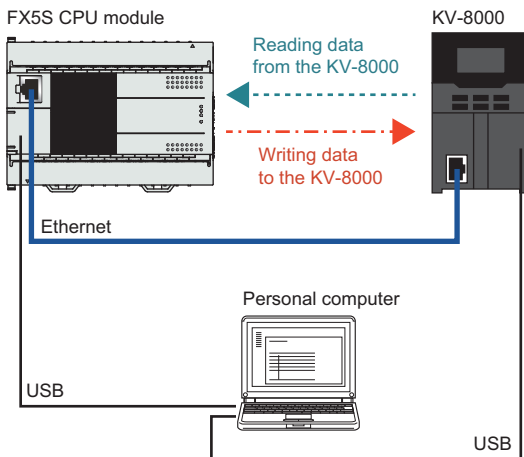 FX5S CPU module
KV-8000
Reading data
from the KV-8000
Writing data
to the KV-8000
Ethernet
Personal computer
USB
USB